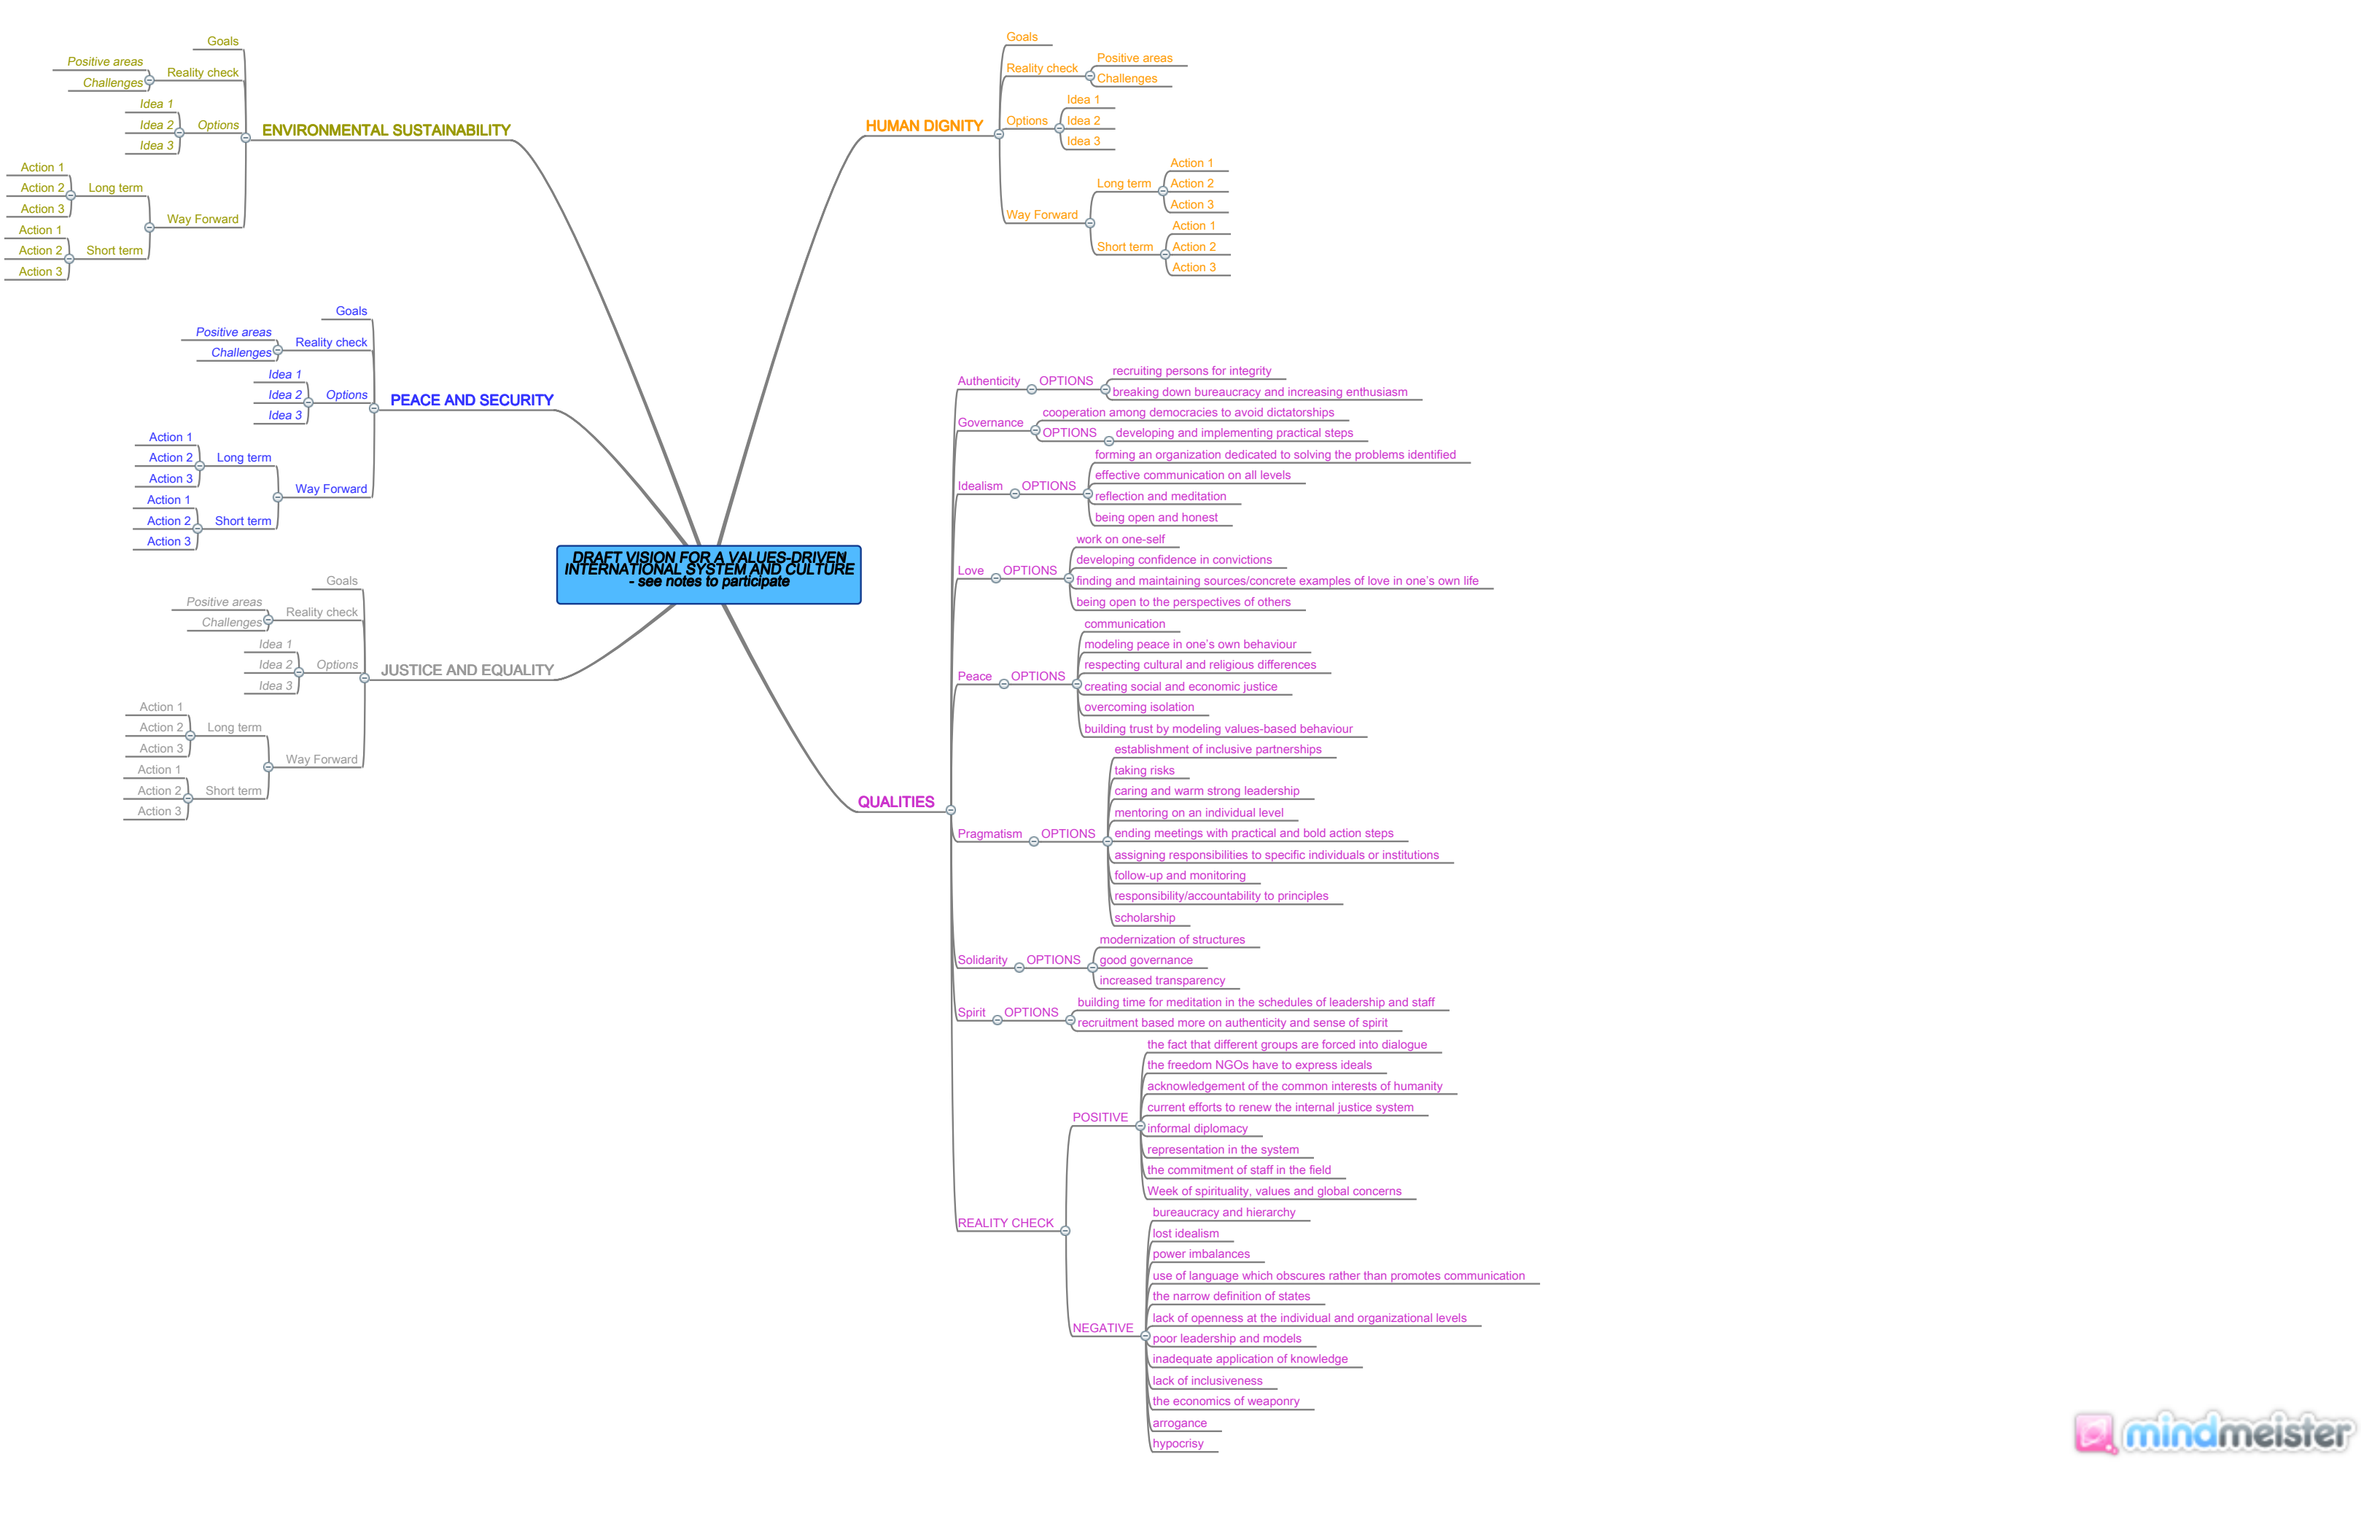 DRAFT VISION FOR A VALUES-DRIVEN
INTERNATIONAL SYSTEM AND CULTURE
- see notes to participate
ENVIRONMENTAL SUSTAINABILITY
Goals
Reality check
Positive areas
Challenges
Options
Idea 1
Idea 2
Idea 3
Way Forward
Long term
Action 1
Action 2
Action 3
Short term
Action 1
Action 2
Action 3
PEACE AND SECURITY
Goals
Reality check
Positive areas
Challenges
Options
Idea 1
Idea 2
Idea 3
Way Forward
Long term
Action 1
Action 2
Action 3
Short term
Action 1
Action 2
Action 3
JUSTICE AND EQUALITY
Goals
Reality check
Positive areas
Challenges
Options
Idea 1
Idea 2
Idea 3
Way Forward
Long term
Action 1
Action 2
Action 3
Short term
Action 1
Action 2
Action 3
HUMAN DIGNITY
Goals
Reality check
Positive areas
Challenges
Options
Idea 1
Idea 2
Idea 3
Way Forward
Long term
Action 1
Action 2
Action 3
Short term
Action 1
Action 2
Action 3
QUALITIES
Authenticity
OPTIONS
recruiting persons for integrity
breaking down bureaucracy and increasing enthusiasm
Governance
cooperation among democracies to avoid dictatorships
OPTIONS
developing and implementing practical steps
Idealism
OPTIONS
forming an organization dedicated to solving the problems identified
effective communication on all levels
reflection and meditation
being open and honest
Love
OPTIONS
work on one-self
developing confidence in convictions
finding and maintaining sources/concrete examples of love in one's own life
being open to the perspectives of others
Peace
OPTIONS
communication
modeling peace in one's own behaviour
respecting cultural and religious differences
creating social and economic justice
overcoming isolation
building trust by modeling values-based behaviour
Pragmatism
OPTIONS
establishment of inclusive partnerships
taking risks
caring and warm strong leadership
mentoring on an individual level
ending meetings with practical and bold action steps
assigning responsibilities to specific individuals or institutions
follow-up and monitoring
responsibility/accountability to principles
scholarship
Solidarity
OPTIONS
modernization of structures
good governance
increased transparency
Spirit
OPTIONS
building time for meditation in the schedules of leadership and staff
recruitment based more on authenticity and sense of spirit
REALITY CHECK
POSITIVE
the fact that different groups are forced into dialogue
the freedom NGOs have to express ideals
acknowledgement of the common interests of humanity
current efforts to renew the internal justice system
informal diplomacy
representation in the system
the commitment of staff in the field
Week of spirituality, values and global concerns
NEGATIVE
bureaucracy and hierarchy
lost idealism
power imbalances
use of language which obscures rather than promotes communication
the narrow definition of states
lack of openness at the individual and organizational levels
poor leadership and models
inadequate application of knowledge
lack of inclusiveness
the economics of weaponry
arrogance
hypocrisy
mindmeister